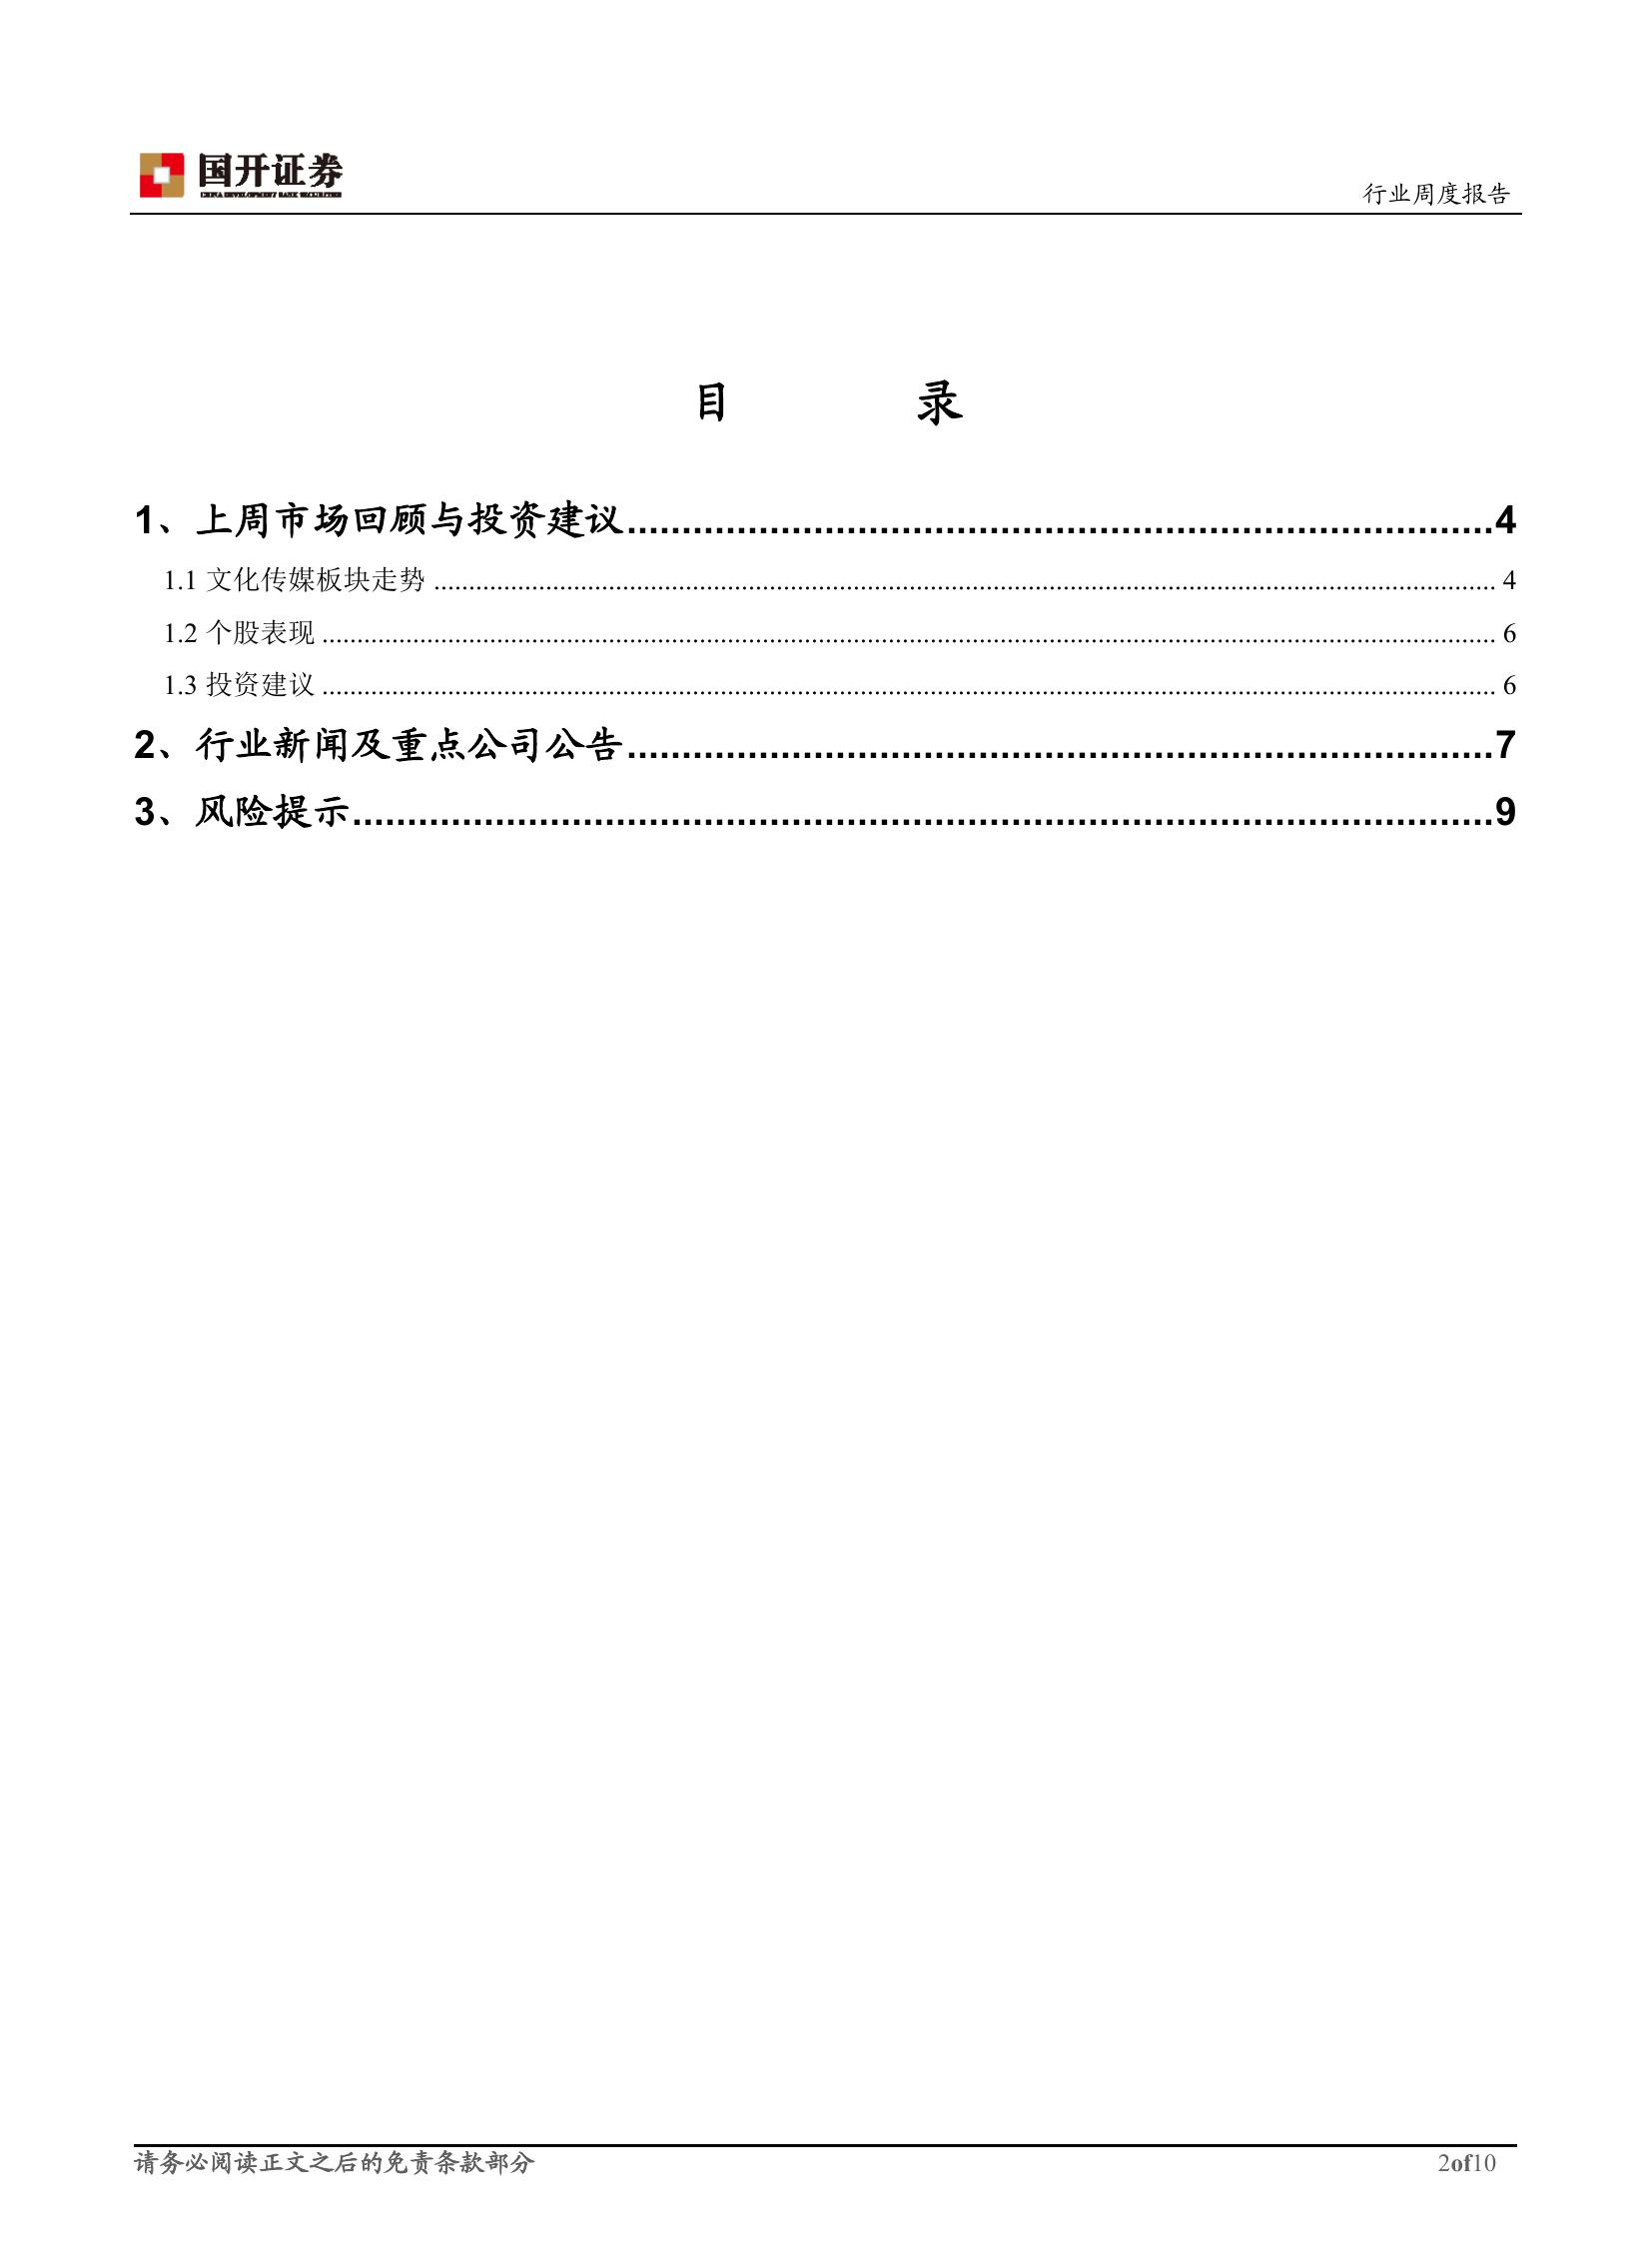 国开证券
CHINA DEVELOPMENT BANK SECURITIES
行业周度报告
目 录
1、上周市场回顾与投资建议................................................................................4
1.1 文化传媒板块走势 ................................................................................ 4
1.2 个股表现 ................................................................................ 6
1.3 投资建议 ................................................................................ 6
2、行业新闻及重点公司公告................................................................................7
3、风险提示................................................................................9
请务必阅读正文之后的免责条款部分
2of10